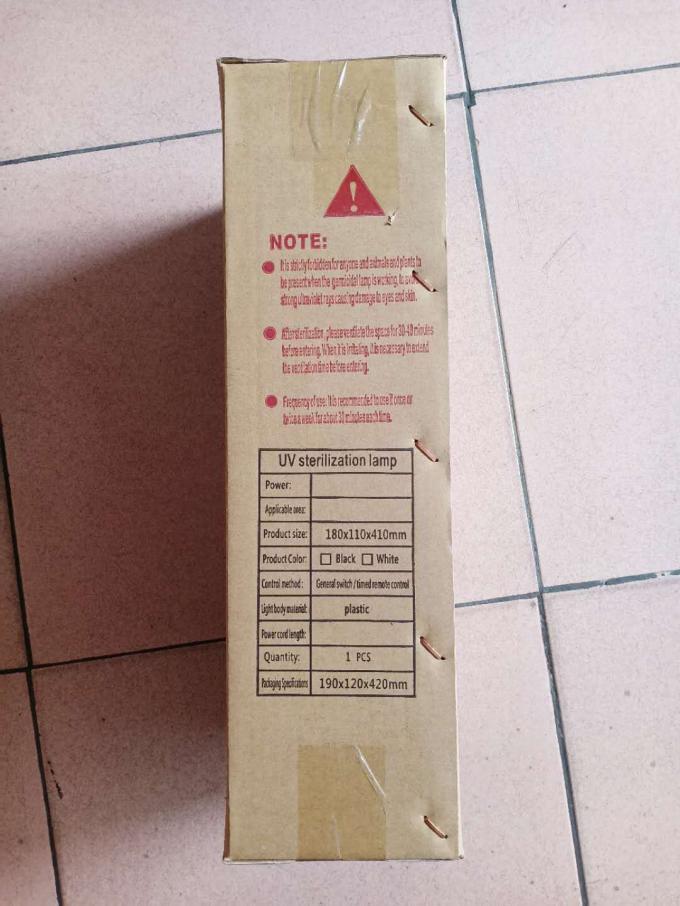 NOTE:
It is strictly forbidden for anyone and animals and plants to
be present when the germicidal lamp is working, to avoid
strong ultraviolet rays causing damage to eyes and skin.
After sterilization, please ventilate the space for 30-40 minutes
before entering. When it is irritating, it is necessary to extend
the ventilation time before entering.
Frequency of use: It is recommended to use it once or
twice a week for about 30 minutes each time.
UV sterilization lamp
Power:
Applicable area:
Product size: 180x110x410mm
Product Color: Black White
Control method: General switch / timed remote control
Light body material: plastic
Power cord length:
Quantity: 1 PCS
Packaging Specifications 190x120x420mm